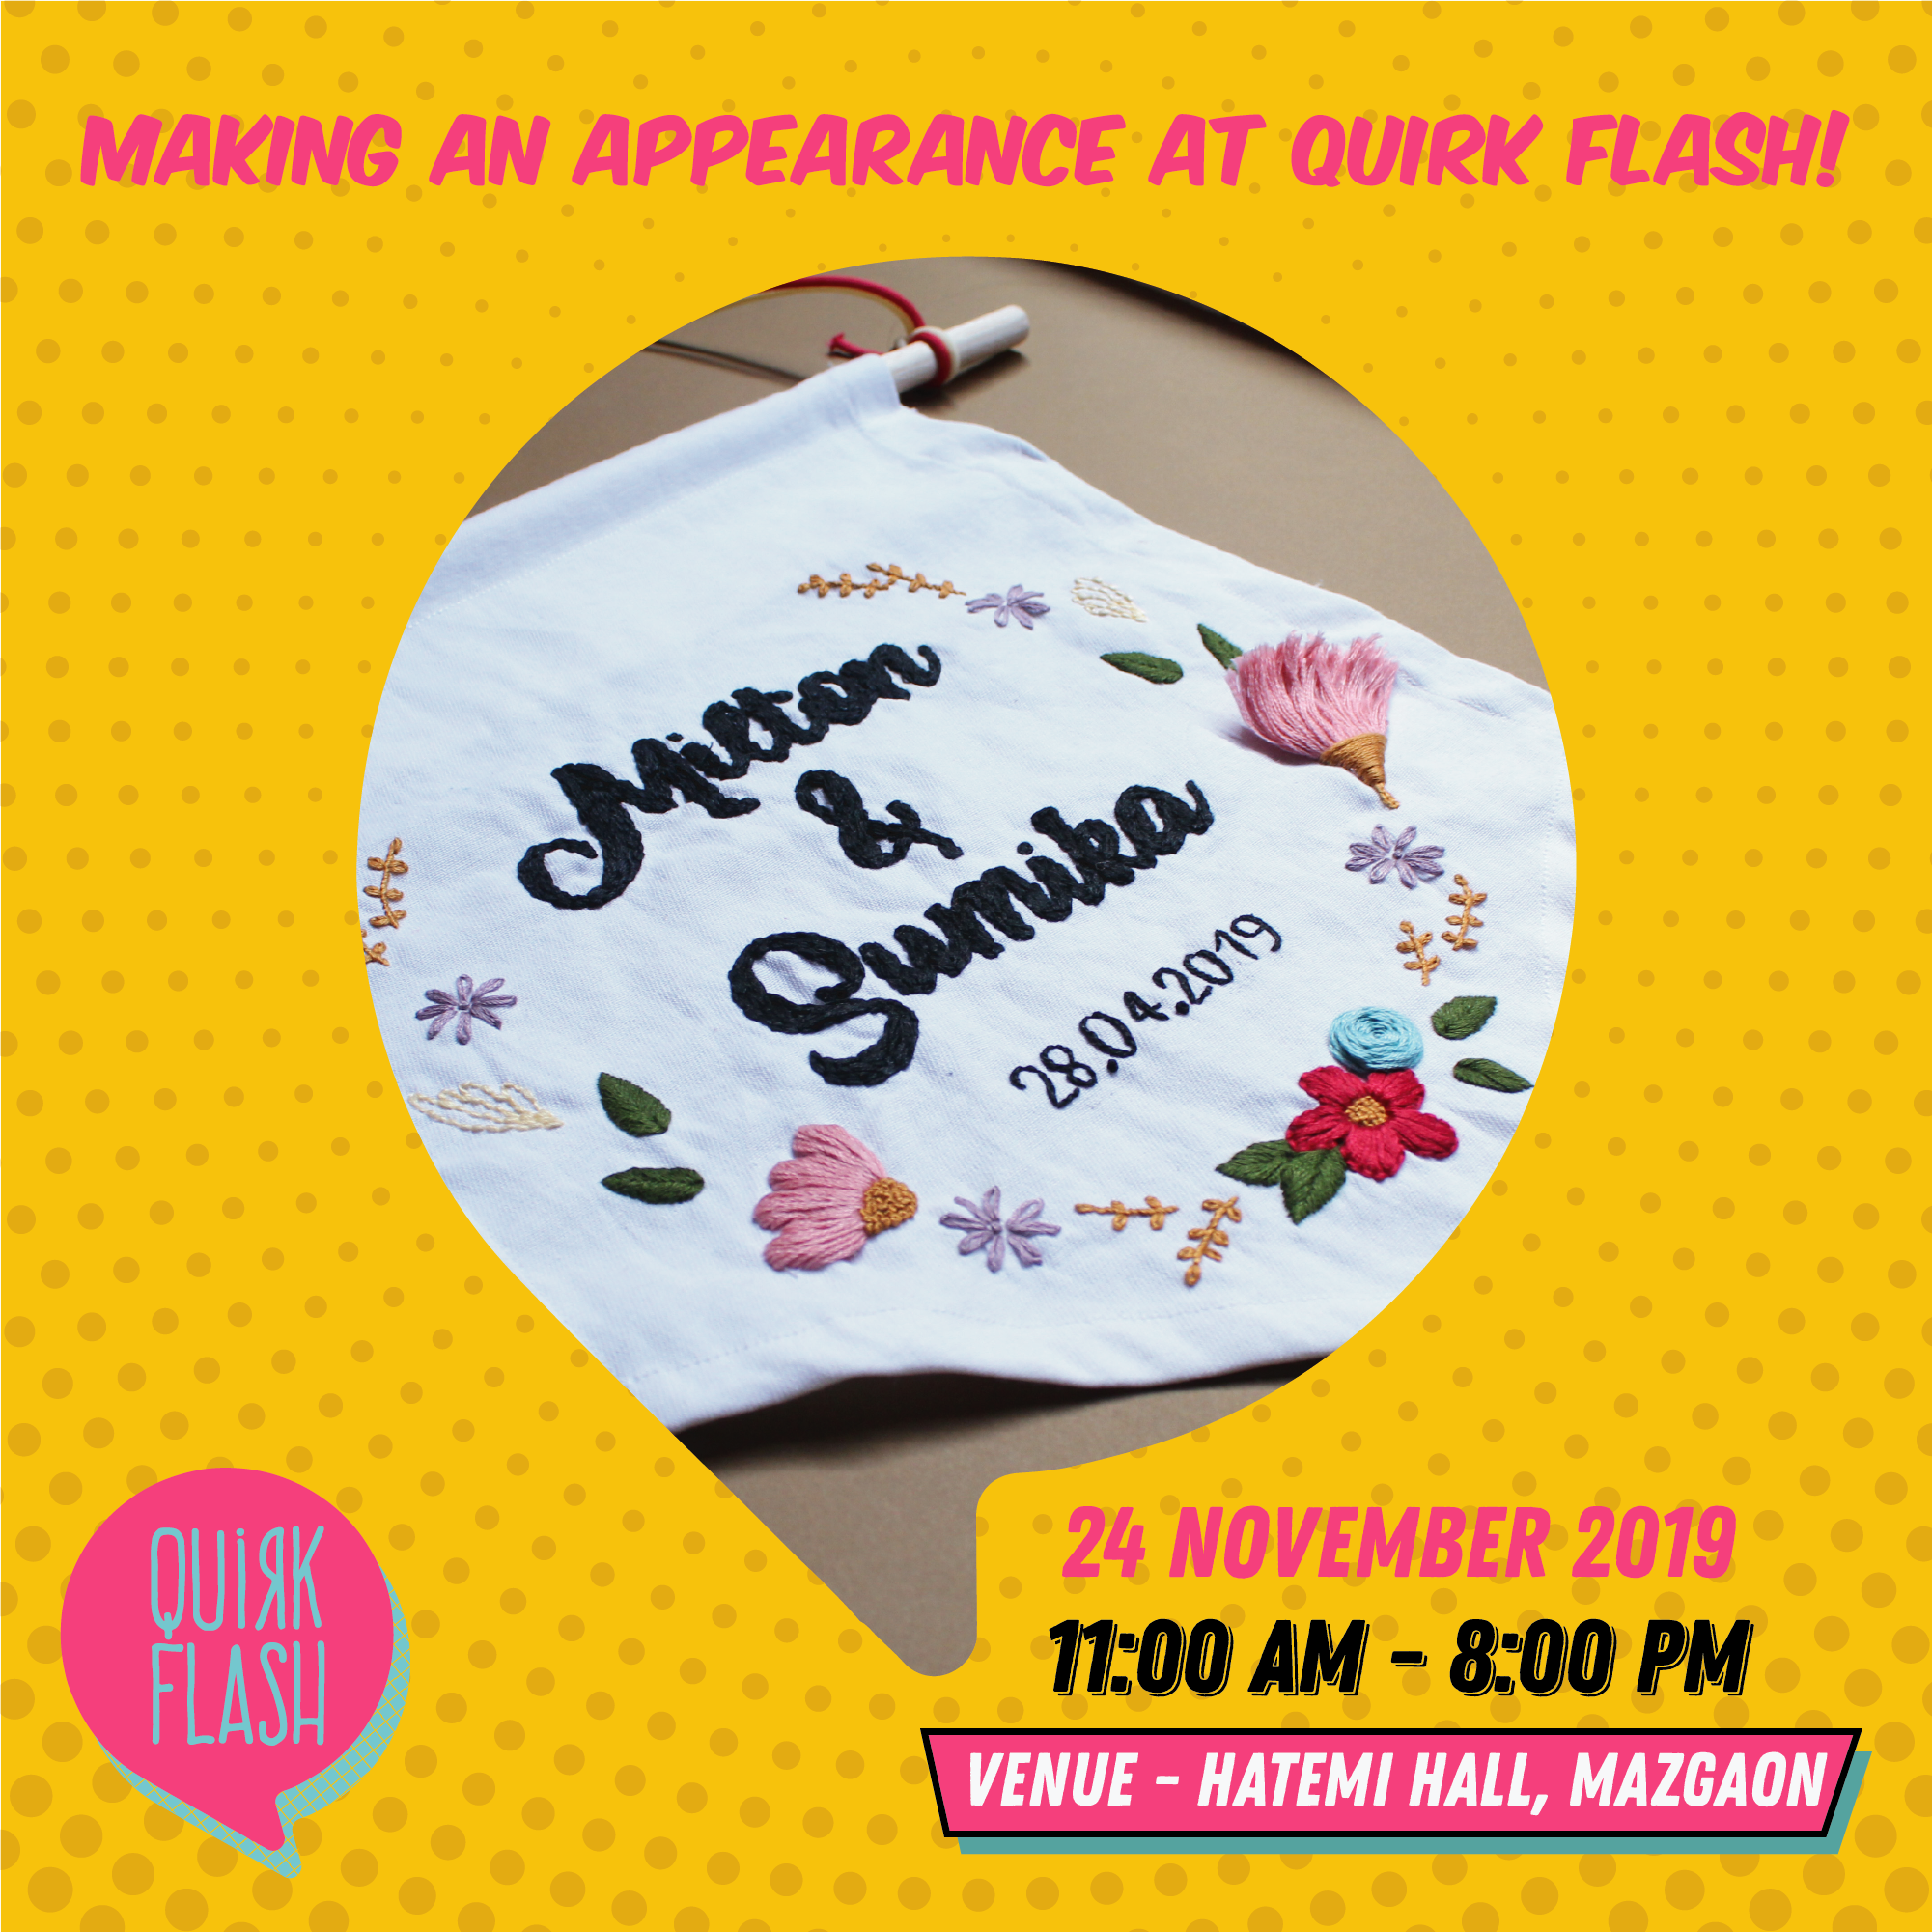 MAKING AN APPEARANCE AT QUIRK FLASH!
Milton
&
Sumika
28.04.2019
QUIRK
FLASH
24 NOVEMBER 2019
11:00 AM - 8:00 PM
VENUE - HATEMI HALL, MAZGAON